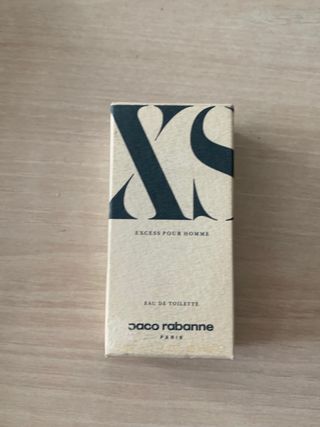 XS
EXCESS POUR HOMME
EAU DE TOILETTE
paco rabanne
PARIS